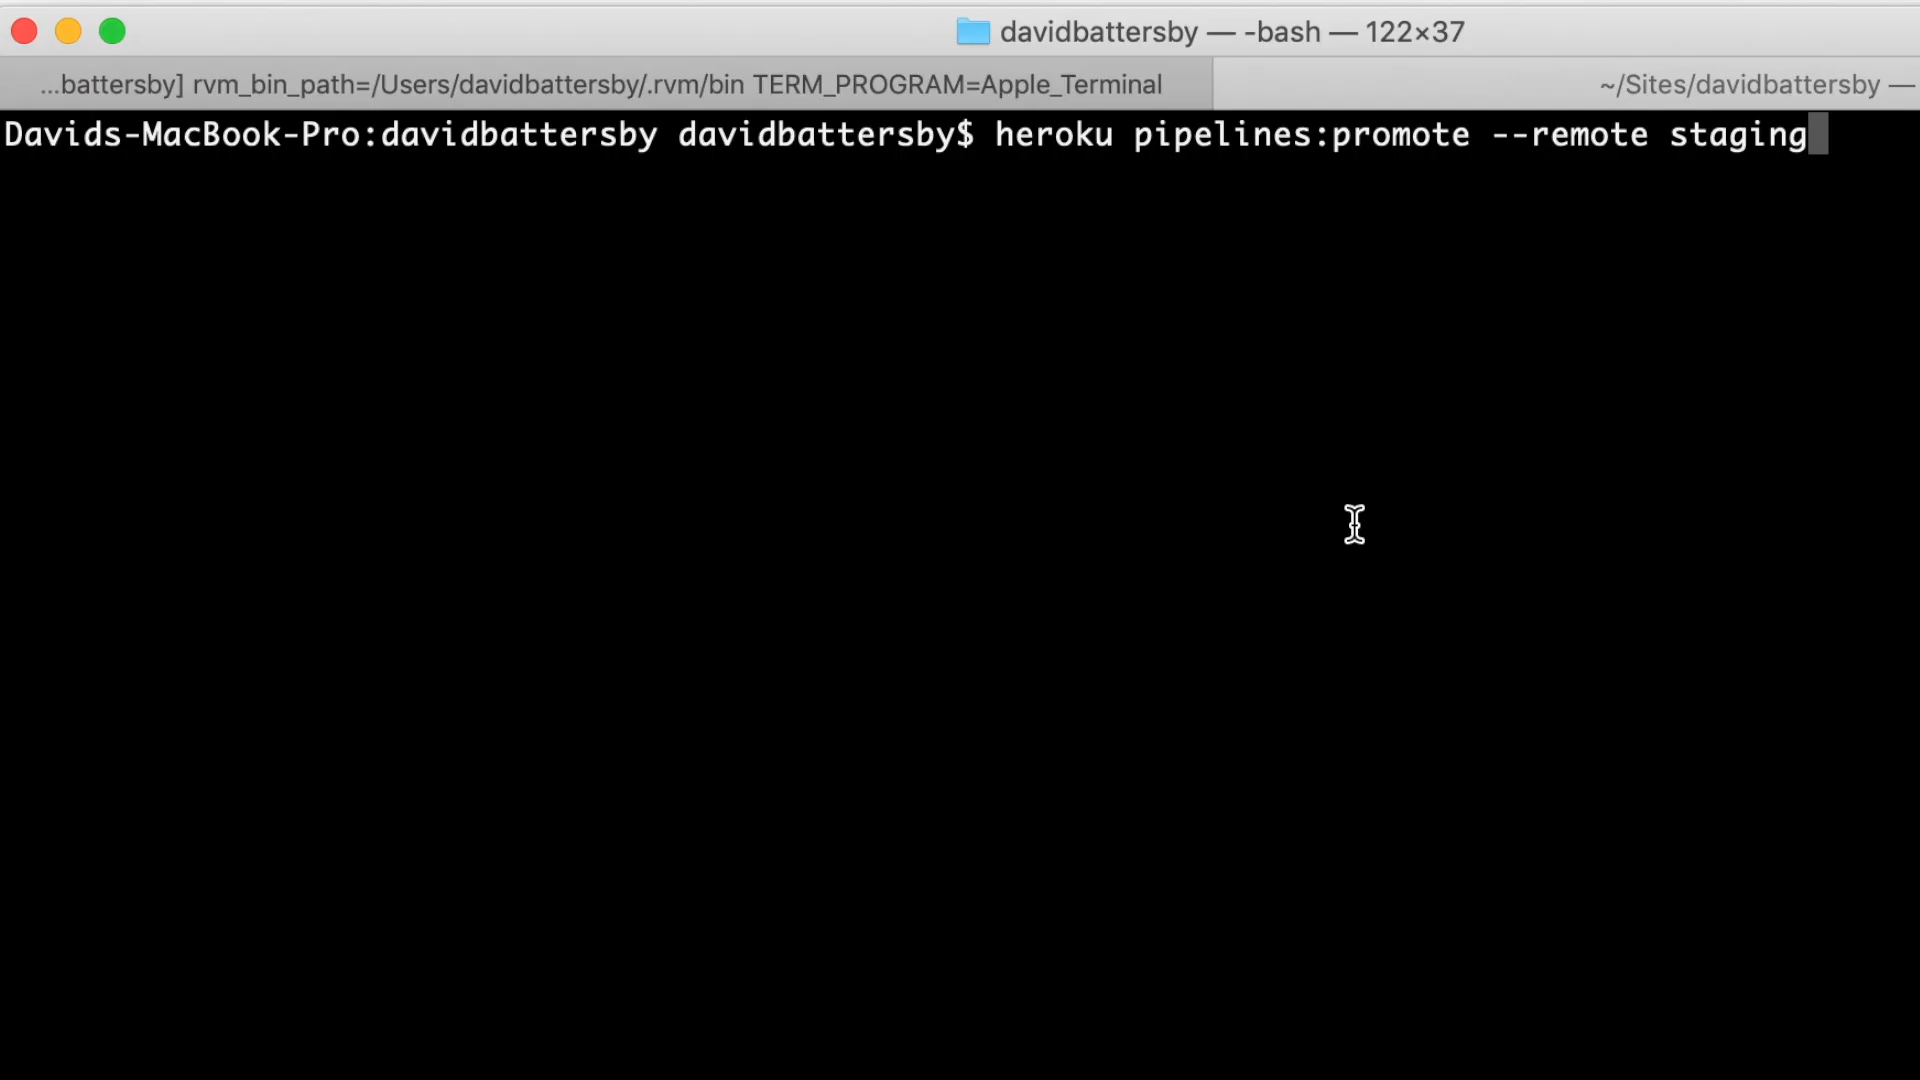 davidbattersby — -bash — 122×37
...battersby] rvm_bin_path=/Users/davidbattersby/.rvm/bin TERM_PROGRAM=Apple_Terminal
~/Sites/davidbattersby —
Davids-MacBook-Pro:davidbattersby davidbattersby$ heroku pipelines:promote --remote staging